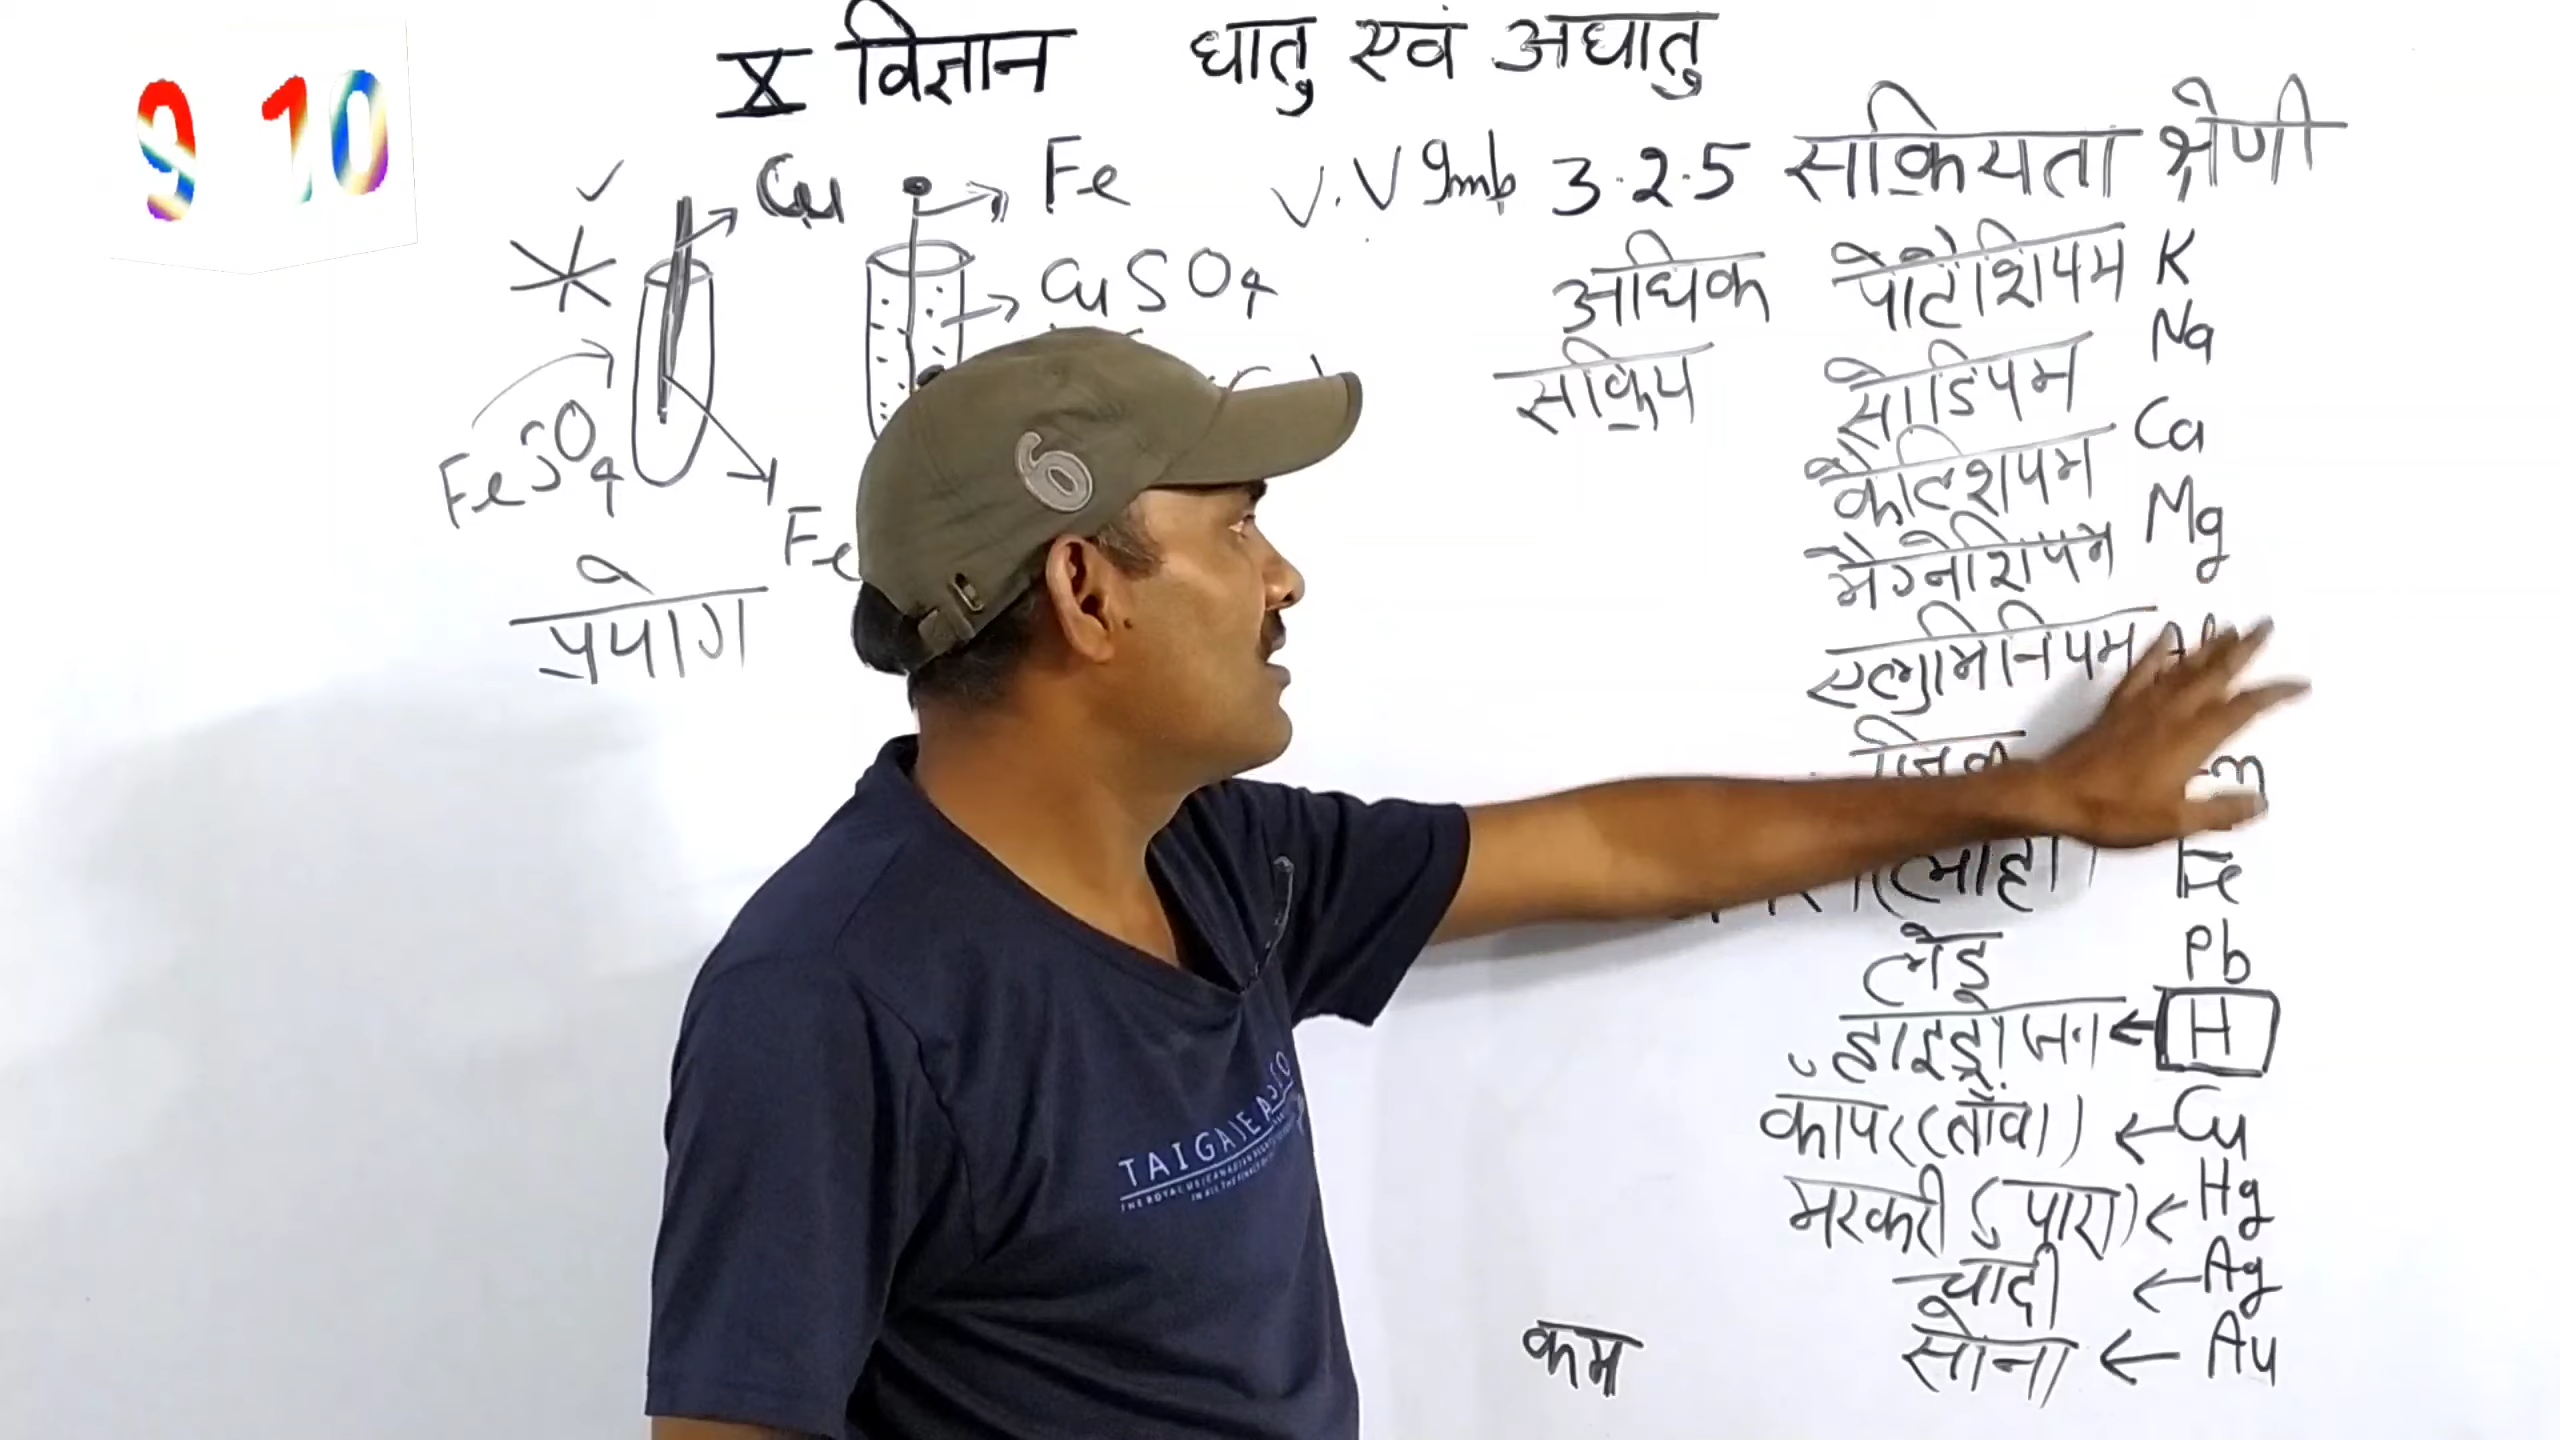 9 10
X विज्ञान धातु एवं अधातु
V.V Imp 3.2.5 सक्रियता श्रेणी
Cu
Fe
CuSO4
FeSO4
Fe
प्रयोग
अधिक
सक्रिय
पोटैशियम K
सोडियम Na
कैल्शियम Ca
मैग्नेशियम Mg
एल्युमिनियम
जिंक
Fe
लेड Pb
हाइड्रोजन ← H
कॉपर (ताँवा) ← Cu
मरकरी (पारा) ← Hg
चादी ← Ag
कम सोना ← Au
6
TAIGA